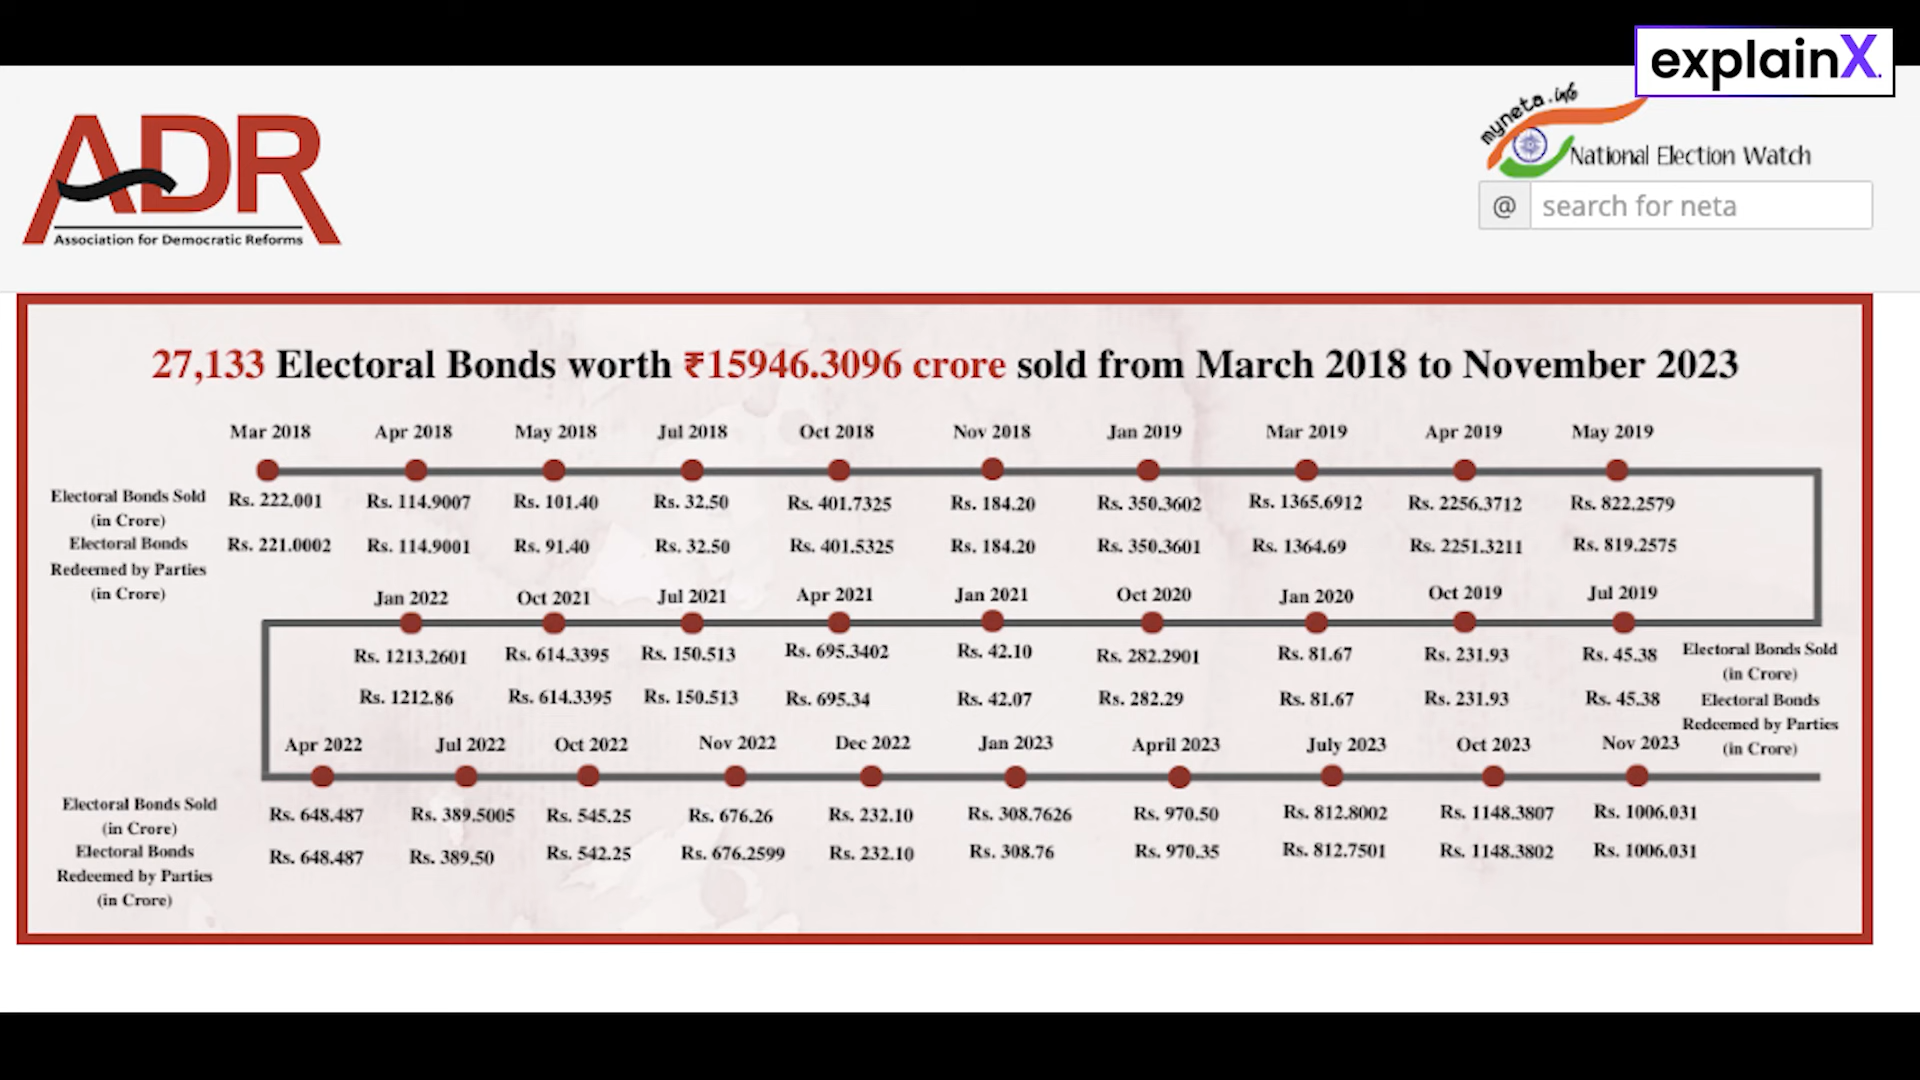 explainX.
ADR
Association for Democratic Reforms
myneta.info
National Election Watch
@ search for neta
27,133 Electoral Bonds worth ₹15946.3096 crore sold from March 2018 to November 2023
Mar 2018 Apr 2018 May 2018 Jul 2018 Oct 2018 Nov 2018 Jan 2019 Mar 2019 Apr 2019 May 2019
Electoral Bonds Sold
(in Crore)
Rs. 222.001 Rs. 114.9007 Rs. 101.40 Rs. 32.50 Rs. 401.7325 Rs. 184.20 Rs. 350.3602 Rs. 1365.6912 Rs. 2256.3712 Rs. 822.2579
Electoral Bonds
Redeemed by Parties
(in Crore)
Rs. 221.0002 Rs. 114.9001 Rs. 91.40 Rs. 32.50 Rs. 401.5325 Rs. 184.20 Rs. 350.3601 Rs. 1364.69 Rs. 2251.3211 Rs. 819.2575
Jan 2022 Oct 2021 Jul 2021 Apr 2021 Jan 2021 Oct 2020 Jan 2020 Oct 2019 Jul 2019
Rs. 1213.2601 Rs. 614.3395 Rs. 150.513 Rs. 695.3402 Rs. 42.10 Rs. 282.2901 Rs. 81.67 Rs. 231.93 Rs. 45.38
Electoral Bonds Sold
(in Crore)
Rs. 1212.86 Rs. 614.3395 Rs. 150.513 Rs. 695.34 Rs. 42.07 Rs. 282.29 Rs. 81.67 Rs. 231.93 Rs. 45.38
Electoral Bonds
Redeemed by Parties
(in Crore)
Apr 2022 Jul 2022 Oct 2022 Nov 2022 Dec 2022 Jan 2023 April 2023 July 2023 Oct 2023 Nov 2023
Electoral Bonds Sold
(in Crore)
Rs. 648.487 Rs. 389.5005 Rs. 545.25 Rs. 676.26 Rs. 232.10 Rs. 308.7626 Rs. 970.50 Rs. 812.8002 Rs. 1148.3807 Rs. 1006.031
Electoral Bonds
Redeemed by Parties
(in Crore)
Rs. 648.487 Rs. 389.50 Rs. 542.25 Rs. 676.2599 Rs. 232.10 Rs. 308.76 Rs. 970.35 Rs. 812.7501 Rs. 1148.3802 Rs. 1006.031